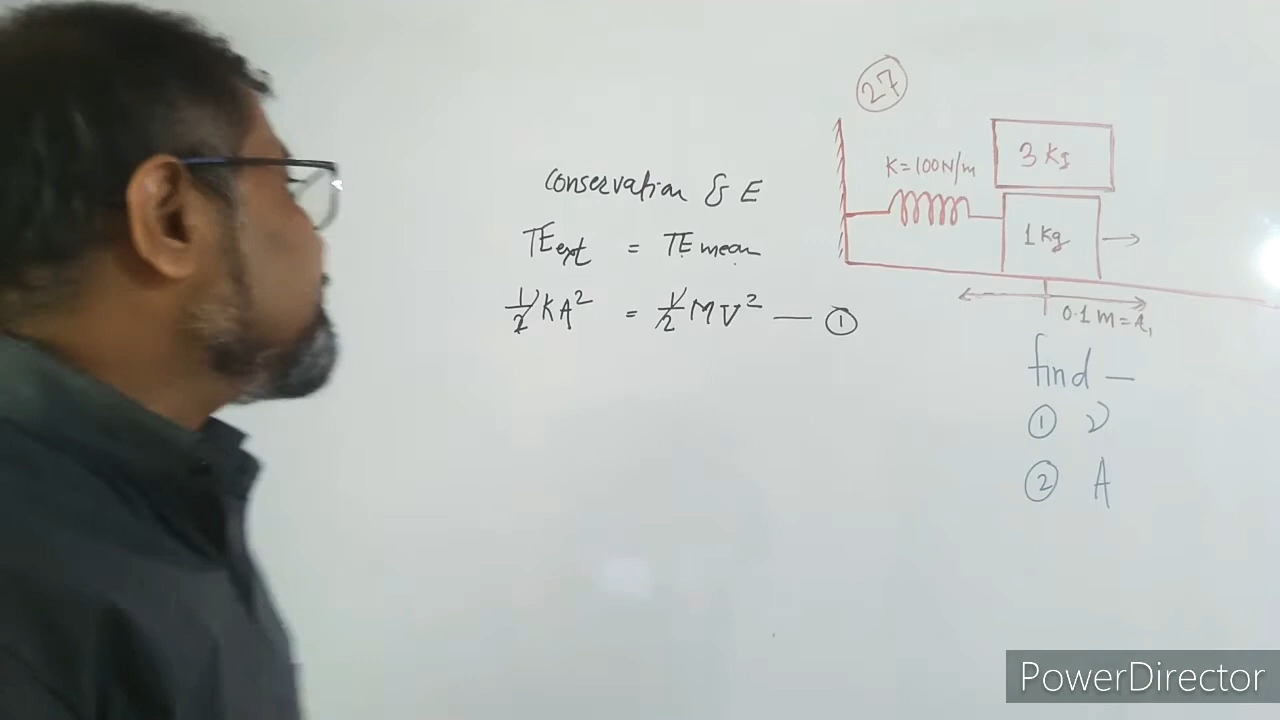 27
3 Kg
K=100N/m
1 Kg
0.1 m = A₁
conservation of E
TE ext = TE mean
1/2 KA² = 1/2 MV² — ①
find —
① ν
② A
PowerDirector